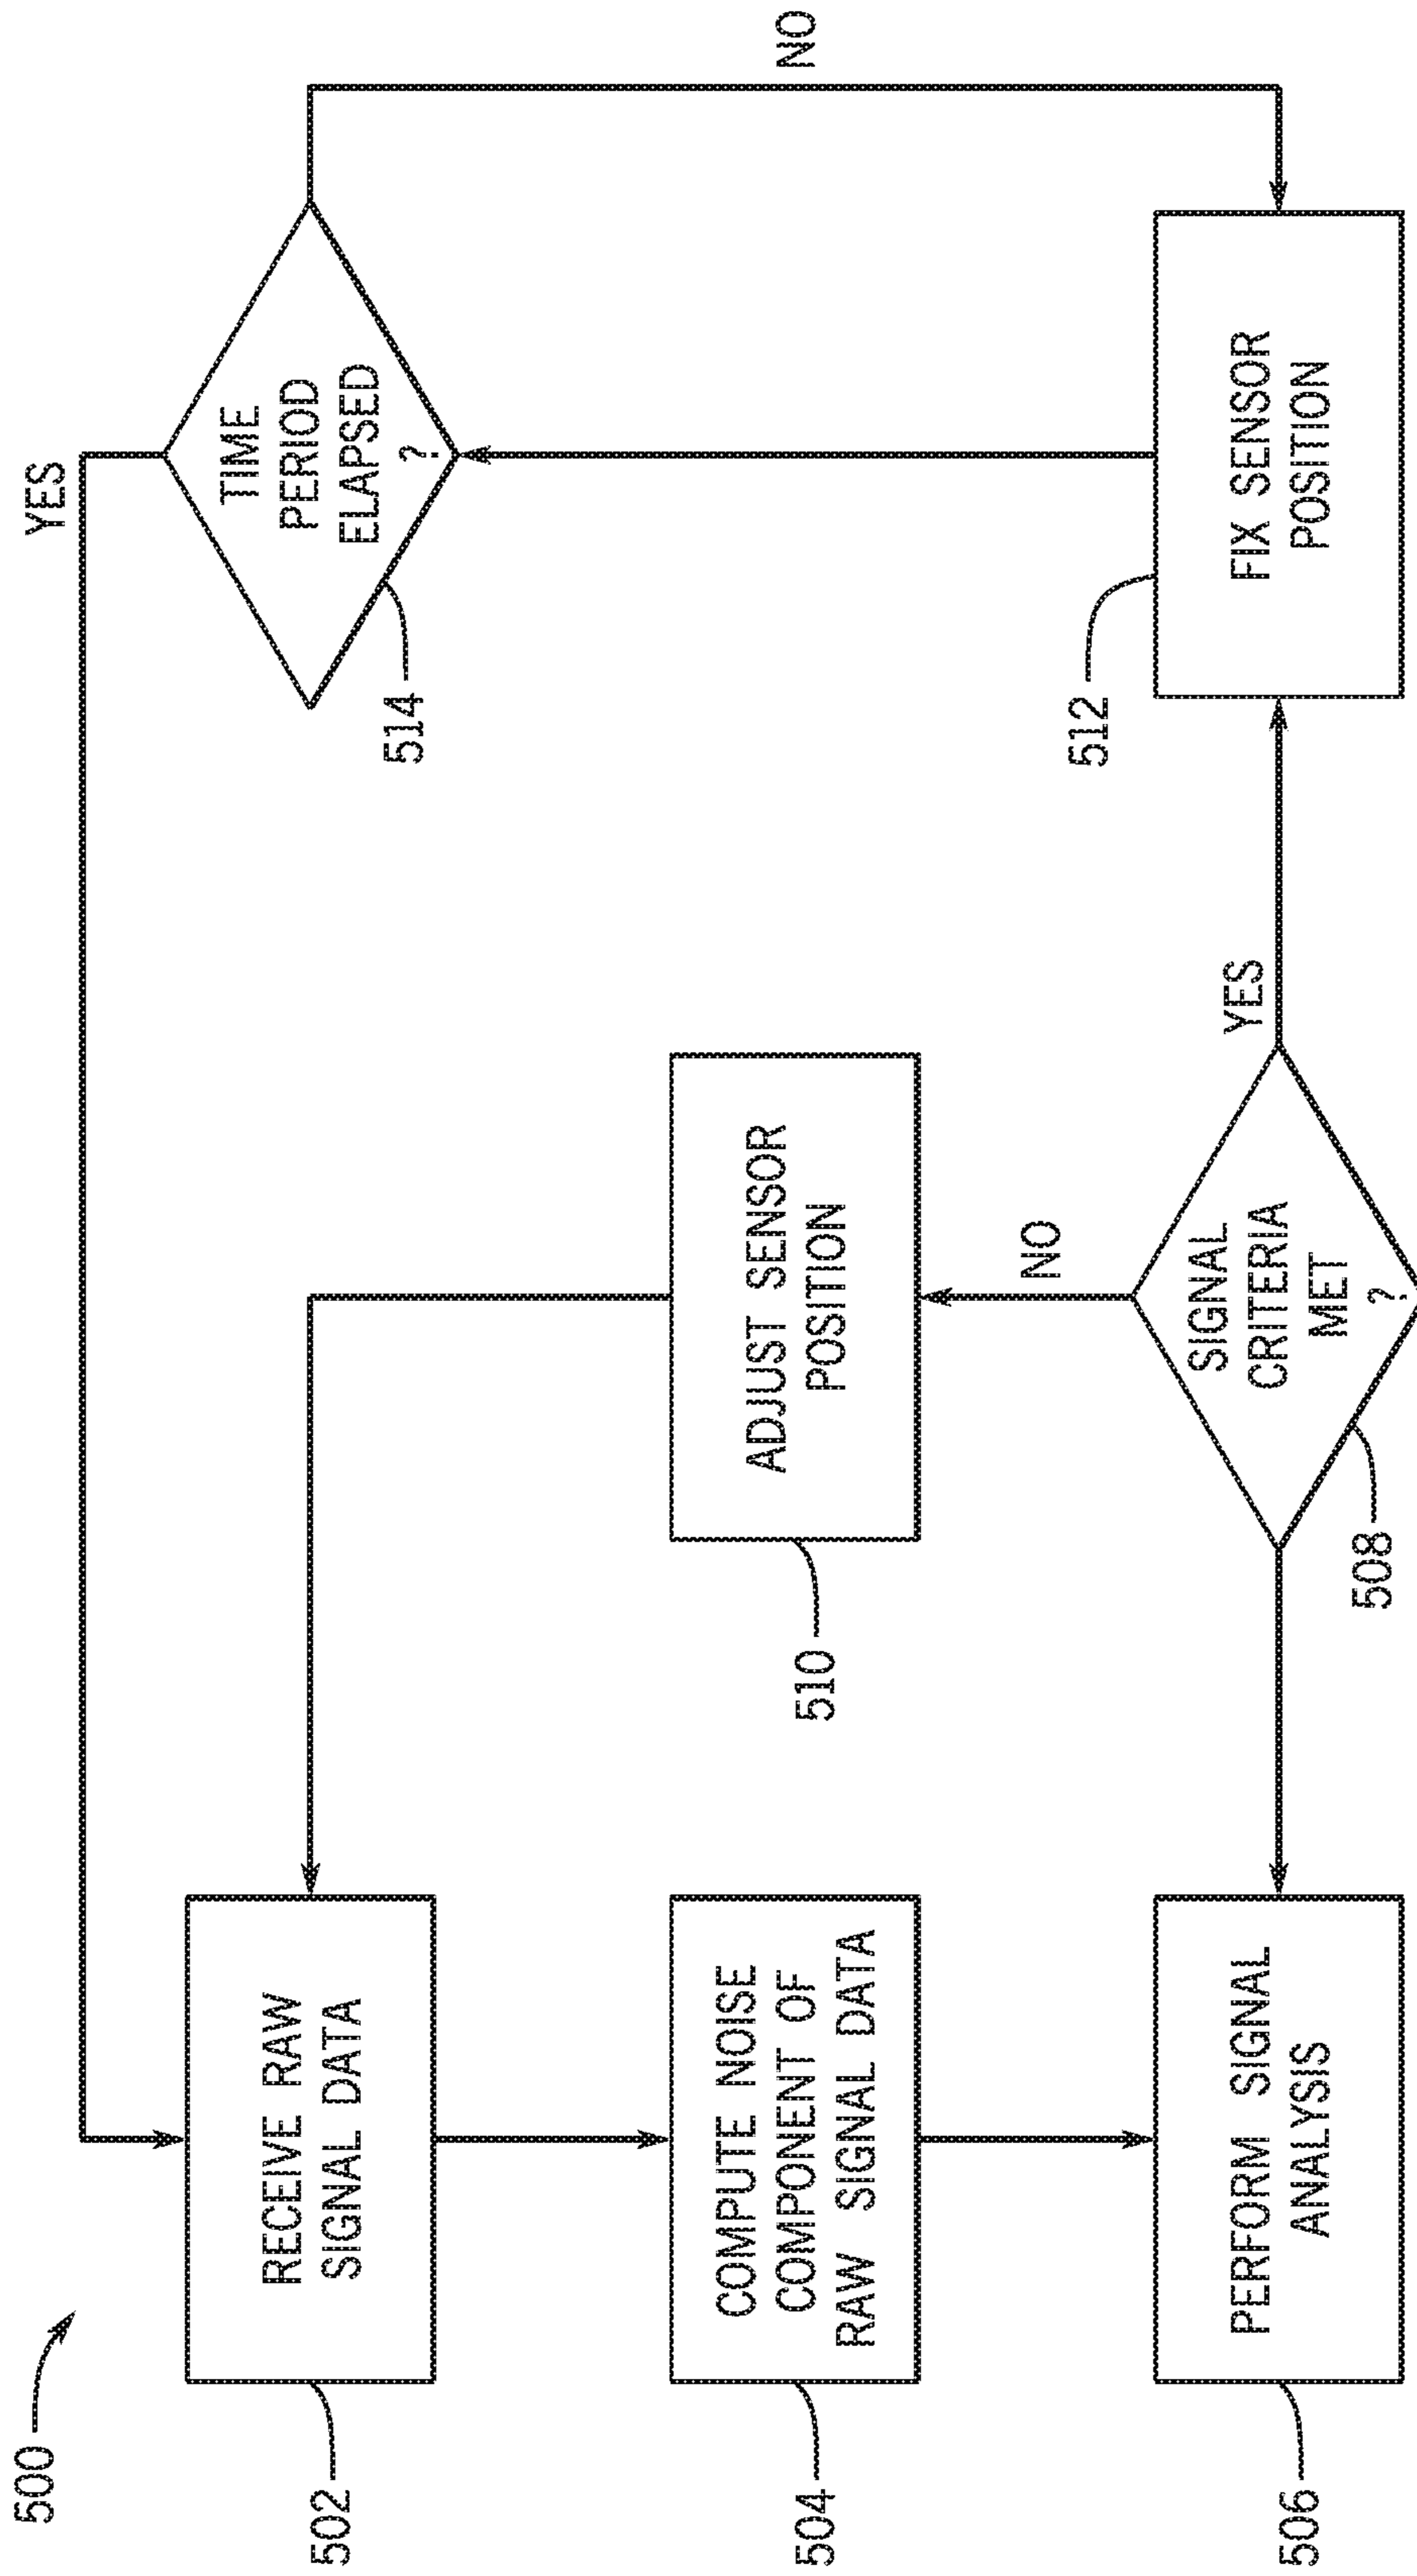 500
502
RECEIVE RAW
SIGNAL DATA
504
COMPUTE NOISE
COMPONENT OF
RAW SIGNAL DATA
506
PERFORM SIGNAL
ANALYSIS
508
SIGNAL
CRITERIA
MET
?
NO
YES
510
ADJUST SENSOR
POSITION
512
FIX SENSOR
POSITION
514
TIME
PERIOD
ELAPSED
?
YES
NO